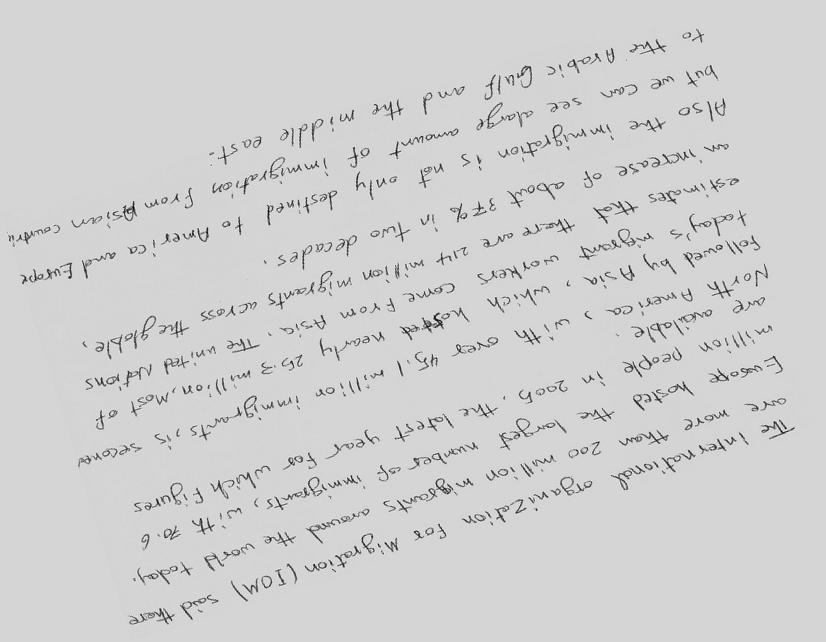 The international organization for Migration (IOM) said there
are more than 200 million migrants around the world today.
Europe hosted the largest number of immigrants, with 70.6
million people in 2005, the latest year for which figures
are available.
North America, with over 45.1 million immigrants, is second
followed by Asia, which hosted nearly 25.3 million. Most of
today's migrant workers come from Asia. The united Nations
estimates that there are 214 million migrants across the globle,
an increase of about 37% in two decades.
Also the immigration is not only destined to America and Europe
but we can see alarge amount of immigration from Asican countri
to the Arabic Gulf and the middle east.